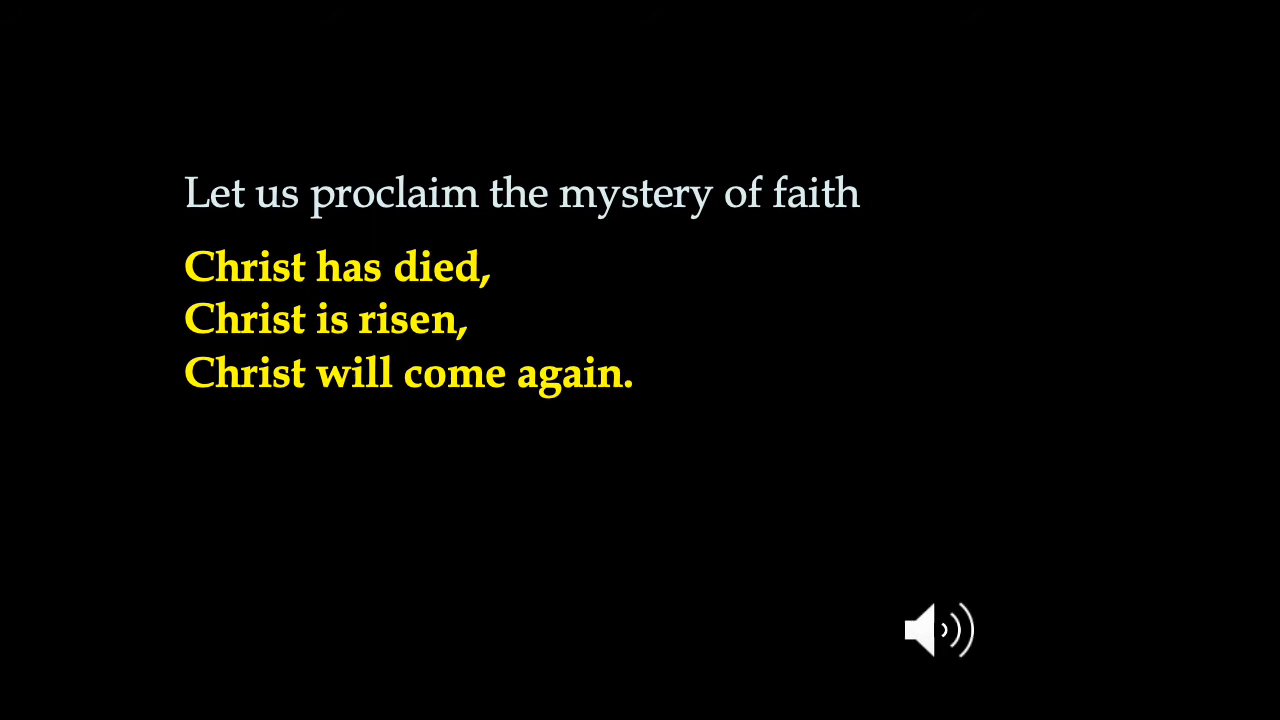 Let us proclaim the mystery of faith
Christ has died,
Christ is risen,
Christ will come again.